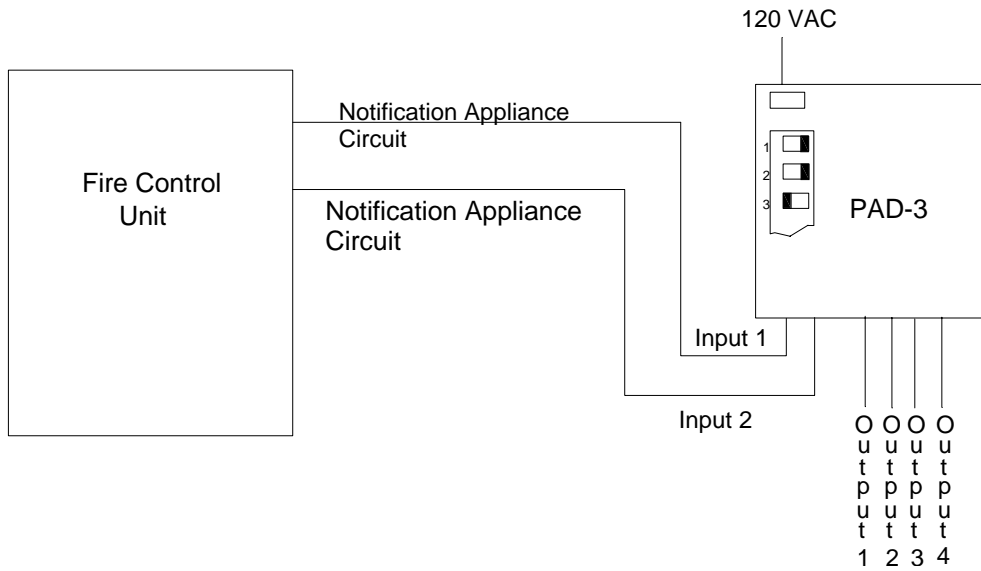 120 VAC
Notification Appliance
Circuit
Fire Control
Unit
Notification Appliance
Circuit
1
2
3
PAD-3
Input 1
Input 2
Output 1
Output 2
Output 3
Output 4